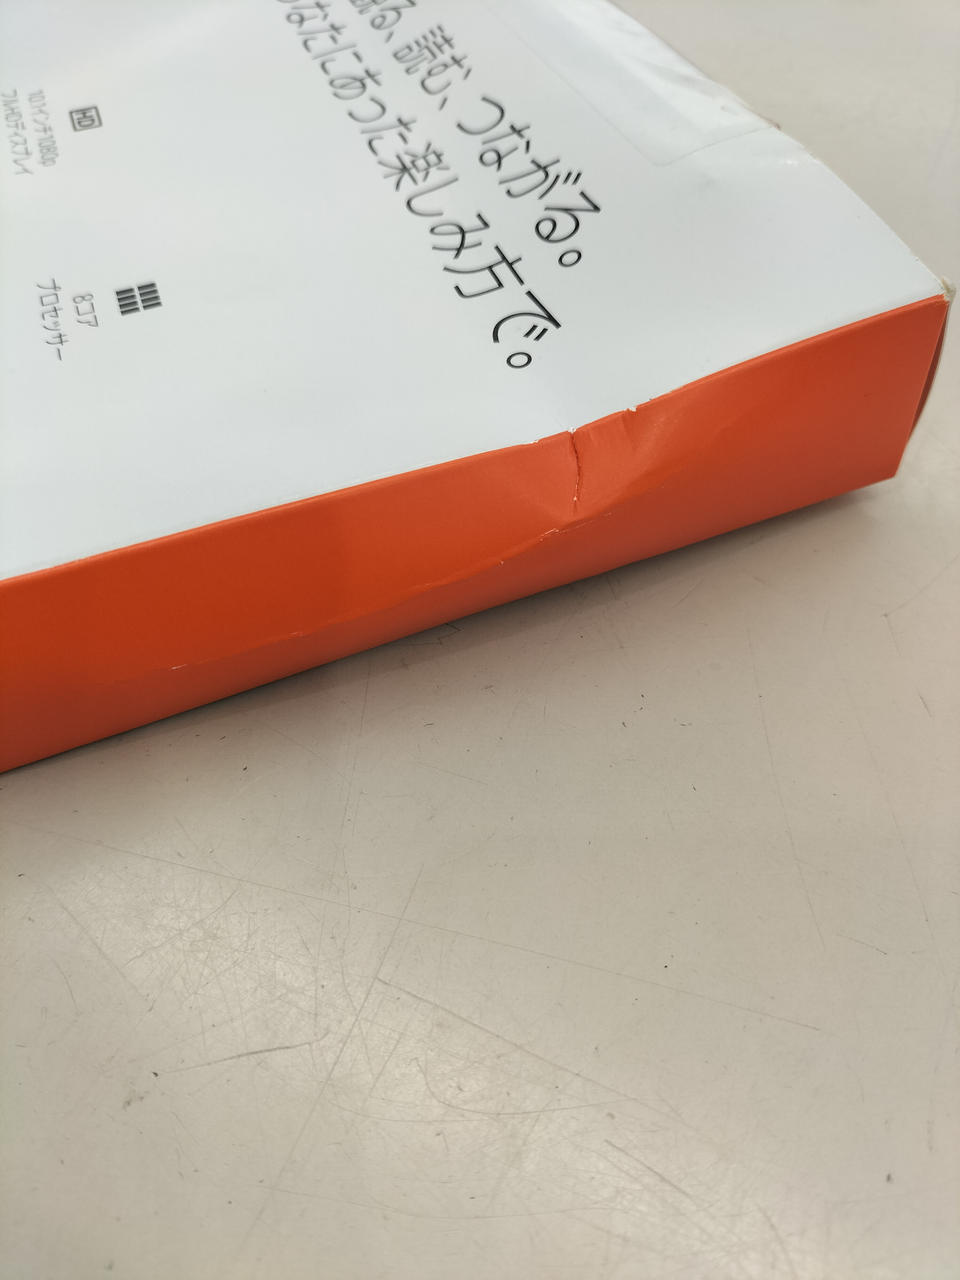 観る、読む、つながる。
あなたにあった楽しみ方で。
HD
10.1インチ1080p
フルHDディスプレイ
8コア
プロセッサー